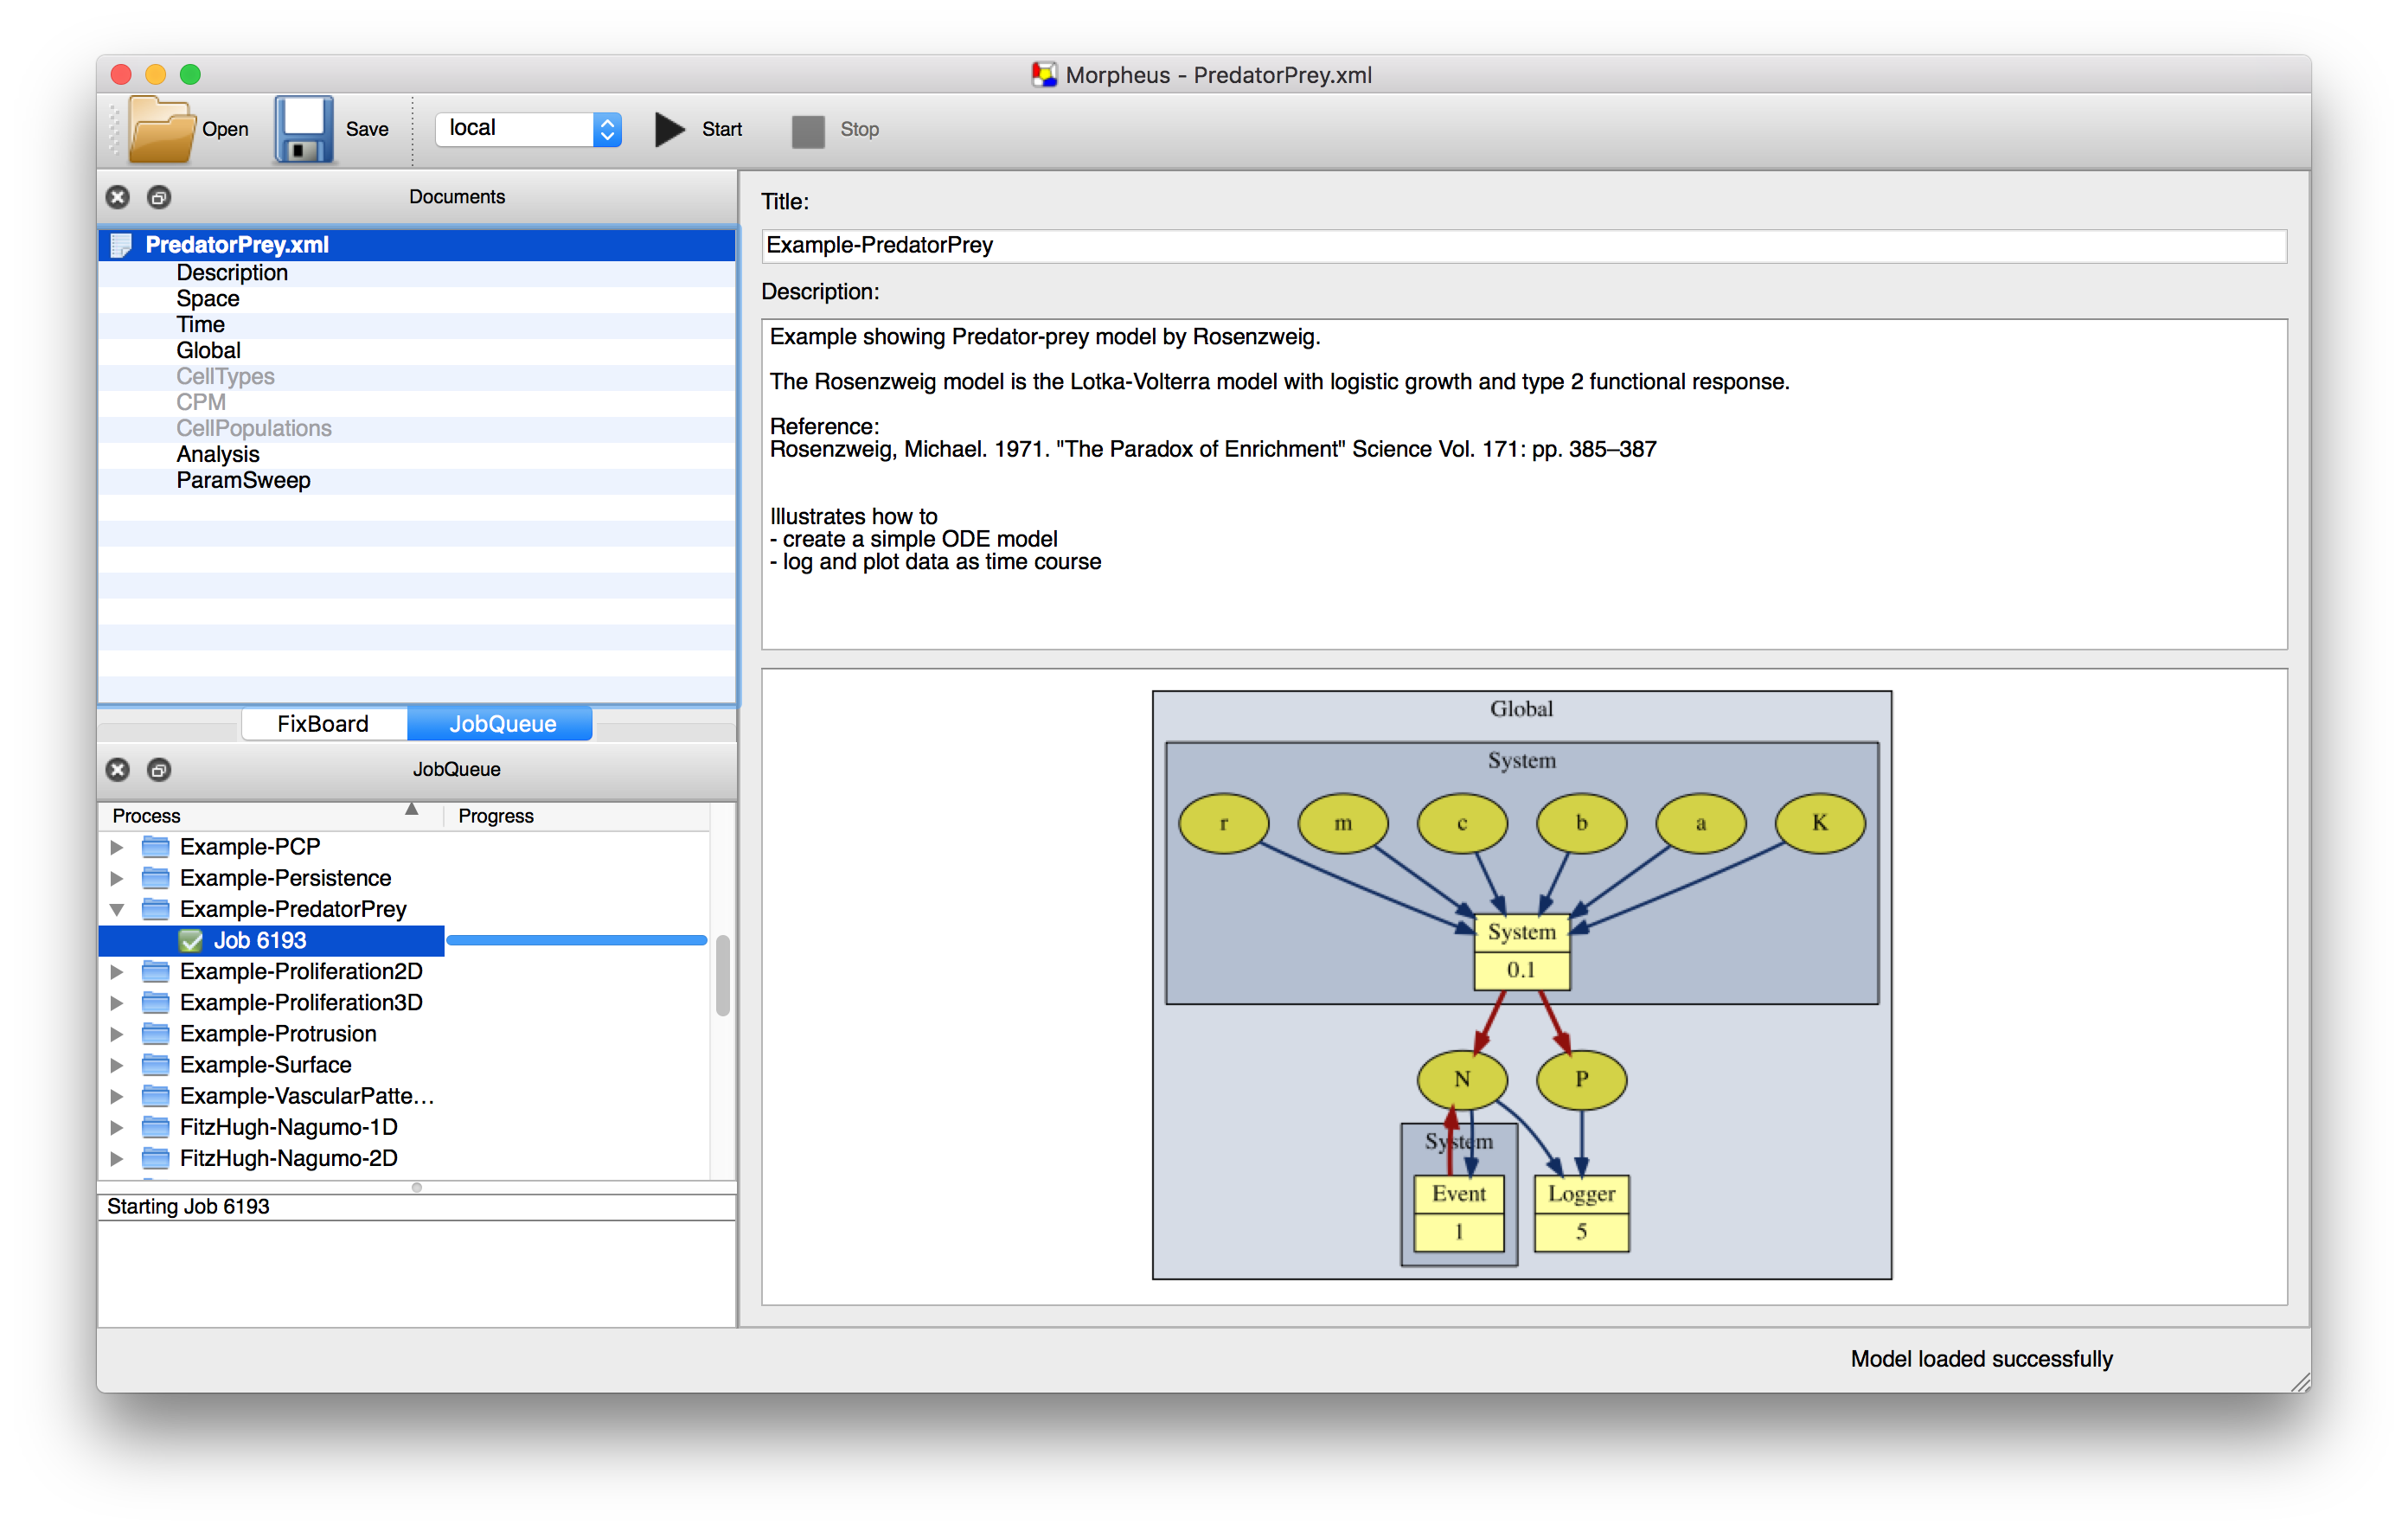 Morpheus - PredatorPrey.xml
Open
Save
local
Start
Stop
Documents
PredatorPrey.xml
Description
Space
Time
Global
CellTypes
CPM
CellPopulations
Analysis
ParamSweep
FixBoard
JobQueue
JobQueue
Process
Progress
Example-PCP
Example-Persistence
Example-PredatorPrey
Job 6193
Example-Proliferation2D
Example-Proliferation3D
Example-Protrusion
Example-Surface
Example-VascularPatte...
FitzHugh-Nagumo-1D
FitzHugh-Nagumo-2D
Starting Job 6193
Title:
Example-PredatorPrey
Description:
Example showing Predator-prey model by Rosenzweig.
The Rosenzweig model is the Lotka-Volterra model with logistic growth and type 2 functional response.
Reference:
Rosenzweig, Michael. 1971. "The Paradox of Enrichment" Science Vol. 171: pp. 385–387
Illustrates how to
- create a simple ODE model
- log and plot data as time course
Global
System
r
m
c
b
a
K
System
0.1
N
P
System
Event
1
Logger
5
Model loaded successfully